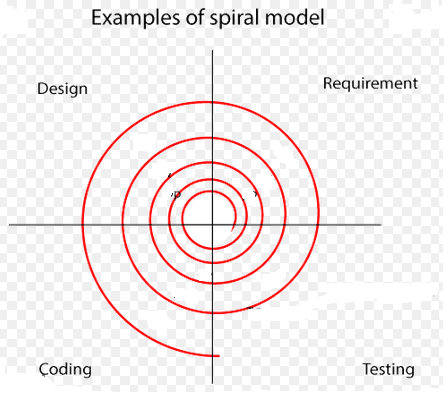 Examples of spiral model
Design
Requirement
Coding
Testing